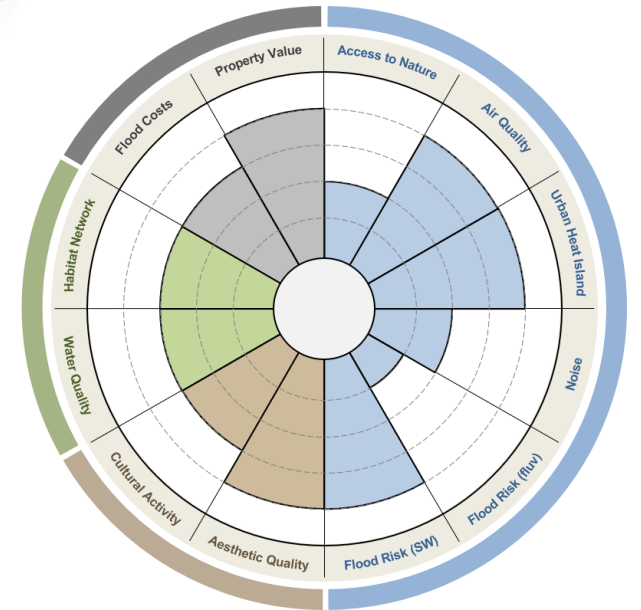 Property Value
Access to Nature
Air Quality
Urban Heat Island
Noise
Flood Risk (fluv)
Flood Risk (SW)
Aesthetic Quality
Cultural Activity
Water Quality
Habitat Network
Flood Costs